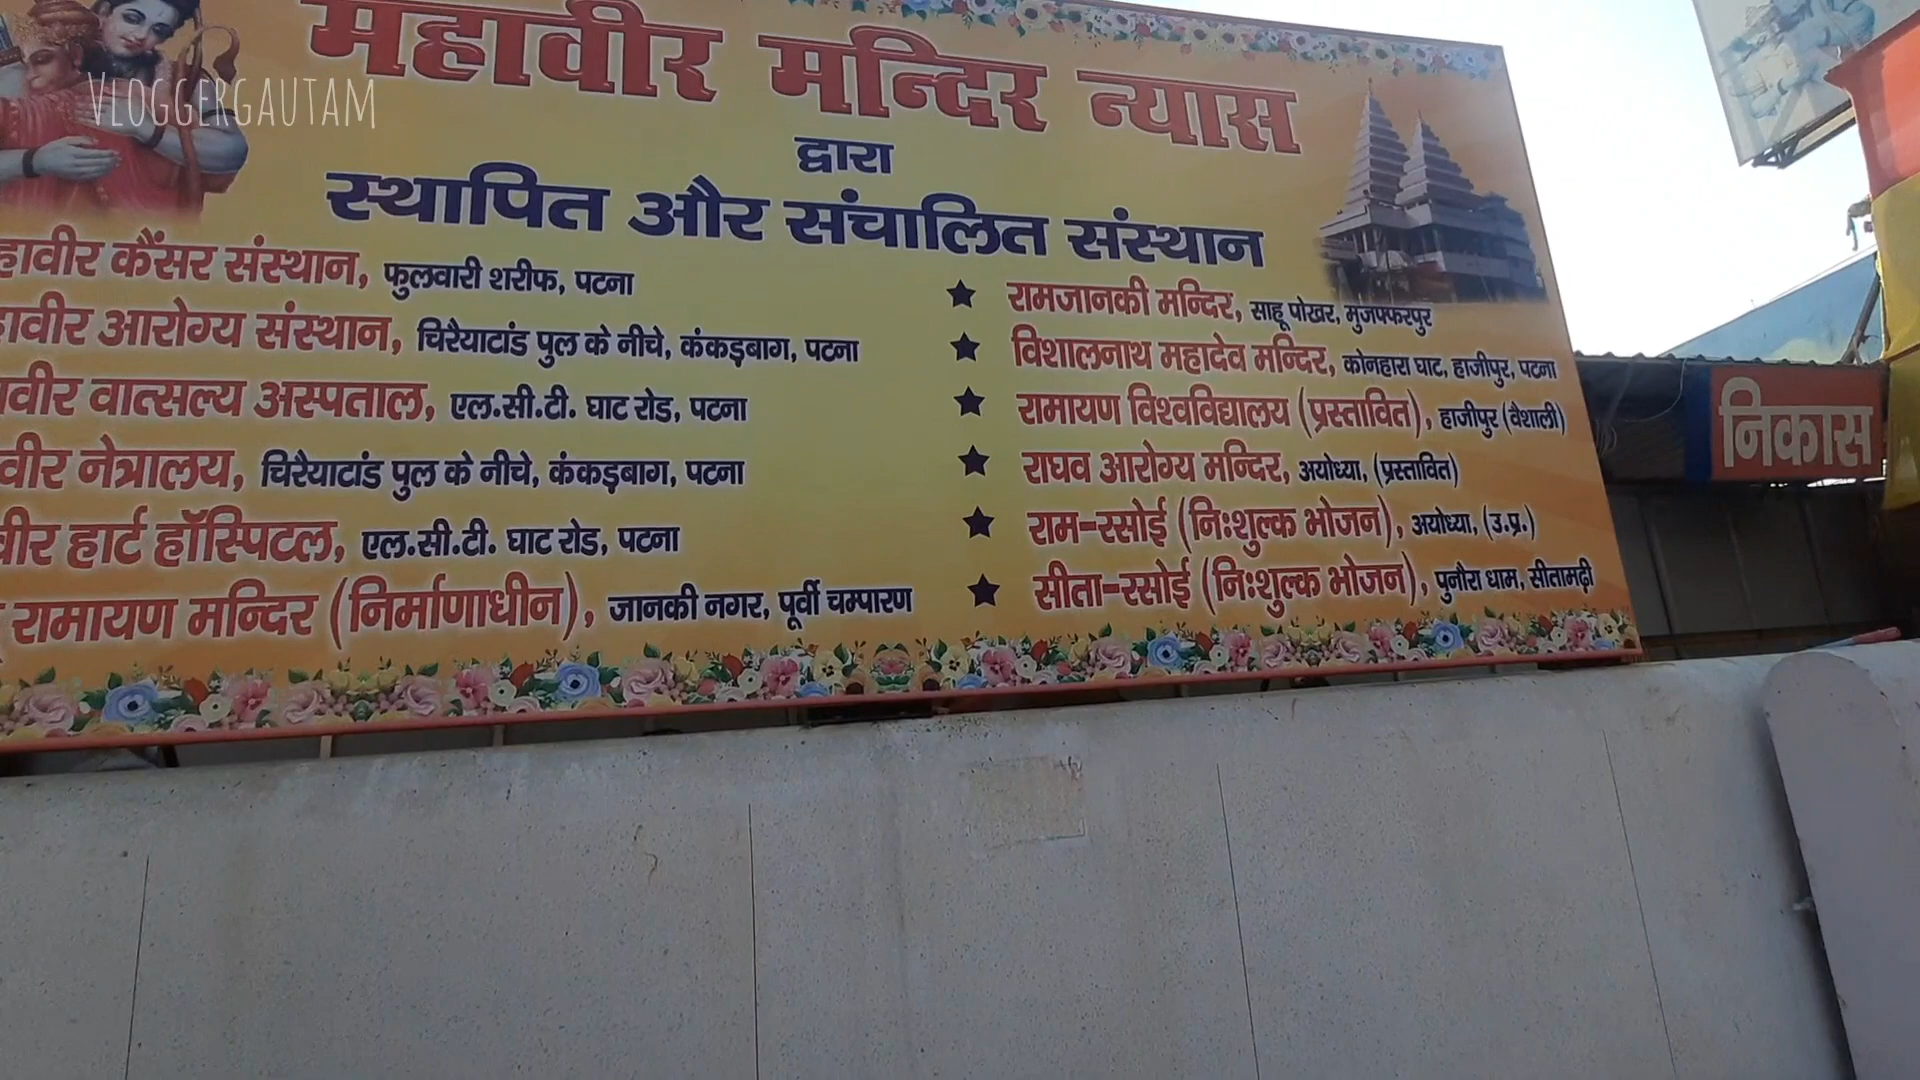 VLOGGERGAUTAM
महावीर मन्दिर न्यास
द्वारा
स्थापित और संचालित संस्थान
हावीर कैंसर संस्थान, फुलवारी शरीफ, पटना
ावीर आरोग्य संस्थान, चिरैयाटांड पुल के नीचे, कंकड़बाग, पटना
वीर वात्सल्य अस्पताल, एल.सी.टी. घाट रोड, पटना
वीर नेत्रालय, चिरैयाटांड पुल के नीचे, कंकड़बाग, पटना
वीर हार्ट हॉस्पिटल, एल.सी.टी. घाट रोड, पटना
रामायण मन्दिर (निर्माणाधीन), जानकी नगर, पूर्वी चम्पारण
★ रामजानकी मन्दिर, साहू पोखर, मुजफ्फरपुर
★ विशालनाथ महादेव मन्दिर, कोनहारा घाट, हाजीपुर, पटना
★ रामायण विश्वविद्यालय (प्रस्तावित), हाजीपुर (वैशाली)
★ राघव आरोग्य मन्दिर, अयोध्या, (प्रस्तावित)
★ राम-रसोई (निःशुल्क भोजन), अयोध्या, (उ.प्र.)
★ सीता-रसोई (निःशुल्क भोजन), पुनौरा धाम, सीतामढ़ी
निकास